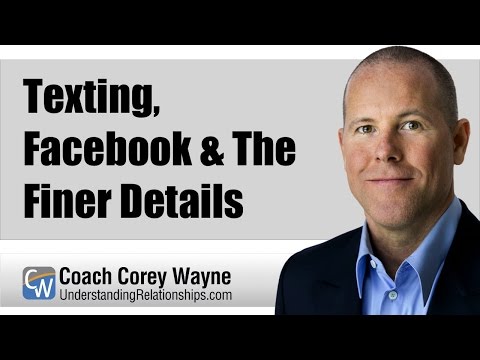 Texting,
Facebook & The
Finer Details
CW
Coach Corey Wayne
UnderstandingRelationships.com